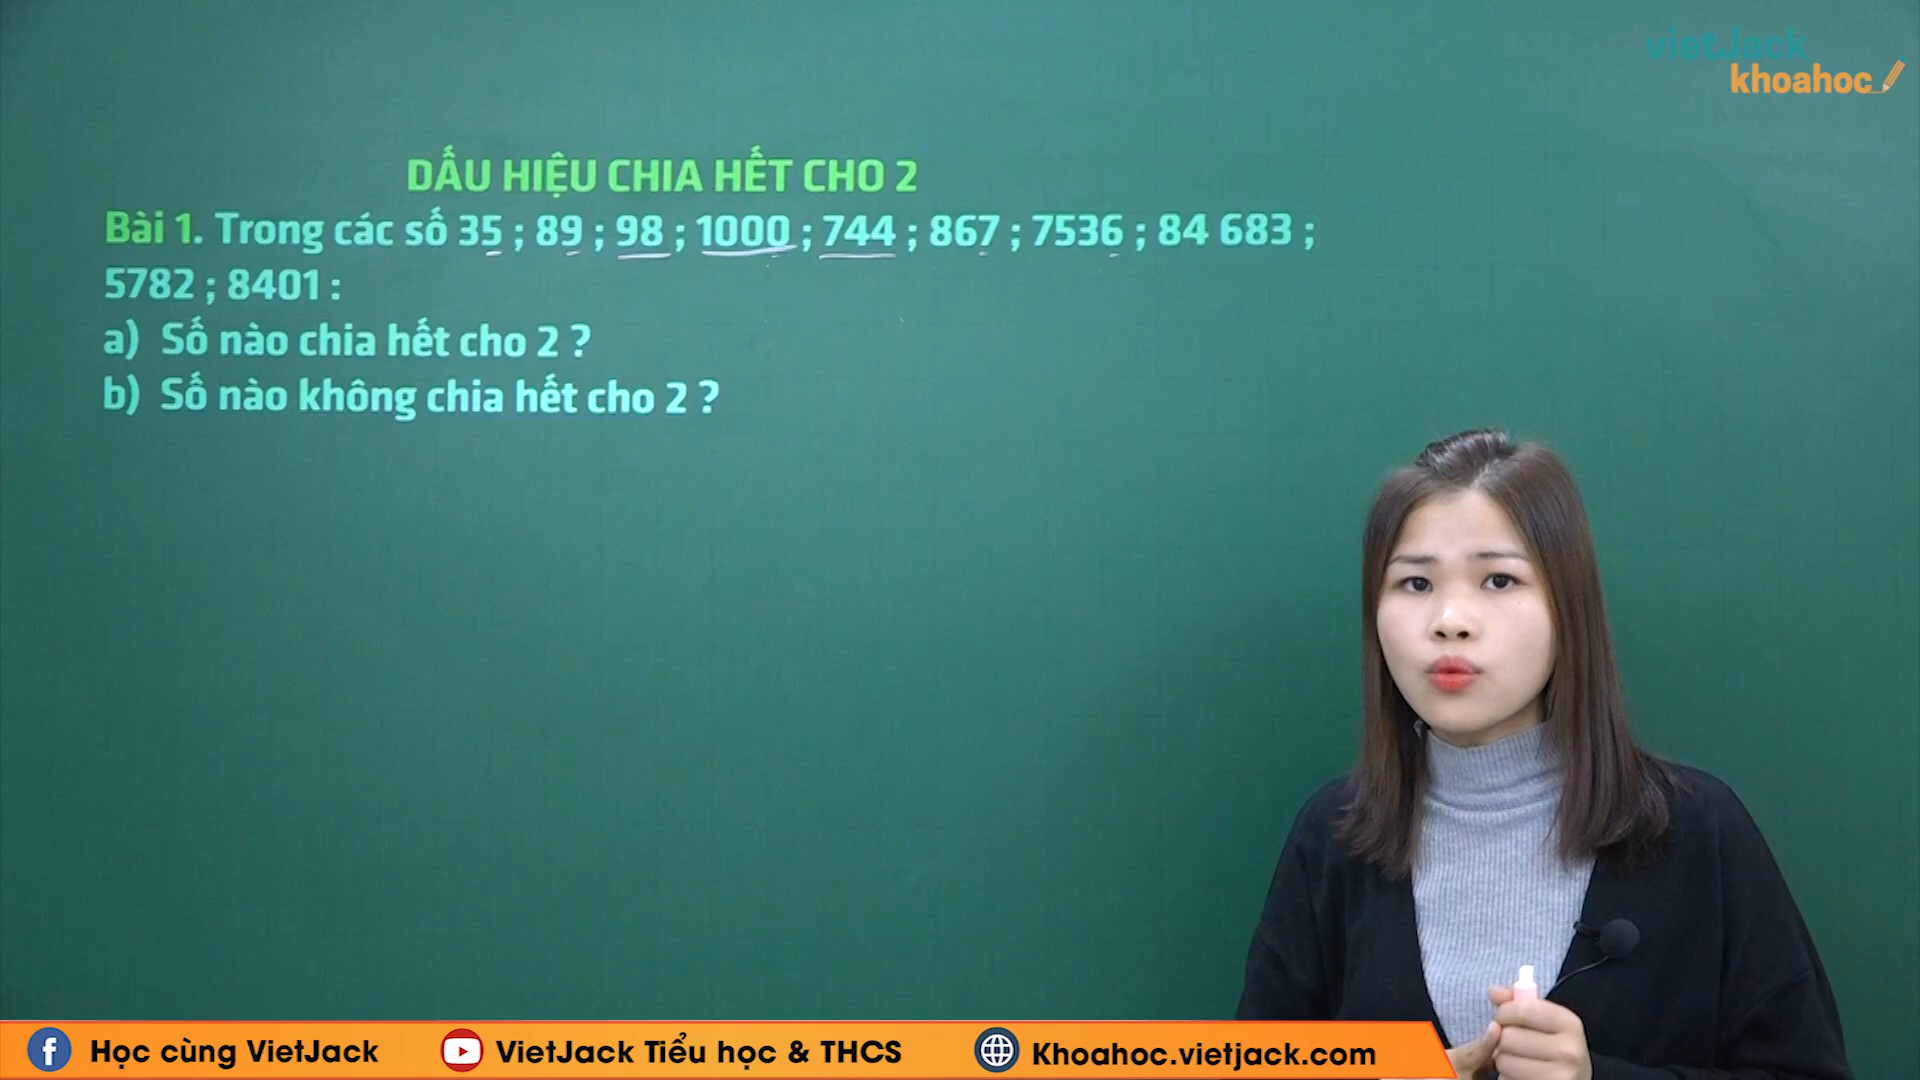 vietJack
khoahoc
DẤU HIỆU CHIA HẾT CHO 2
Bài 1. Trong các số 35 ; 89 ; 98 ; 1000 ; 744 ; 867 ; 7536 ; 84 683 ;
5782 ; 8401 :
a) Số nào chia hết cho 2 ?
b) Số nào không chia hết cho 2 ?
Học cùng VietJack
VietJack Tiểu học & THCS
Khoahoc.vietjack.com